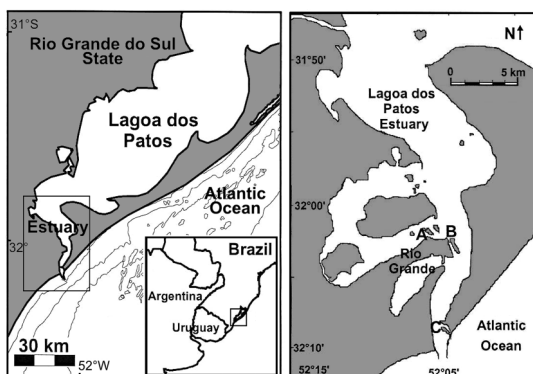 31°S
Rio Grande do Sul
State
Lagoa dos
Patos
Atlantic
Ocean
Estuary
32°
Brazil
Argentina
Uruguay
30 km
52°W
31°50'
N↑
0 5 km
Lagoa dos
Patos
Estuary
32°00'
A B
Rio
Grande
C
Atlantic
Ocean
32°10'
52°15' 52°05'